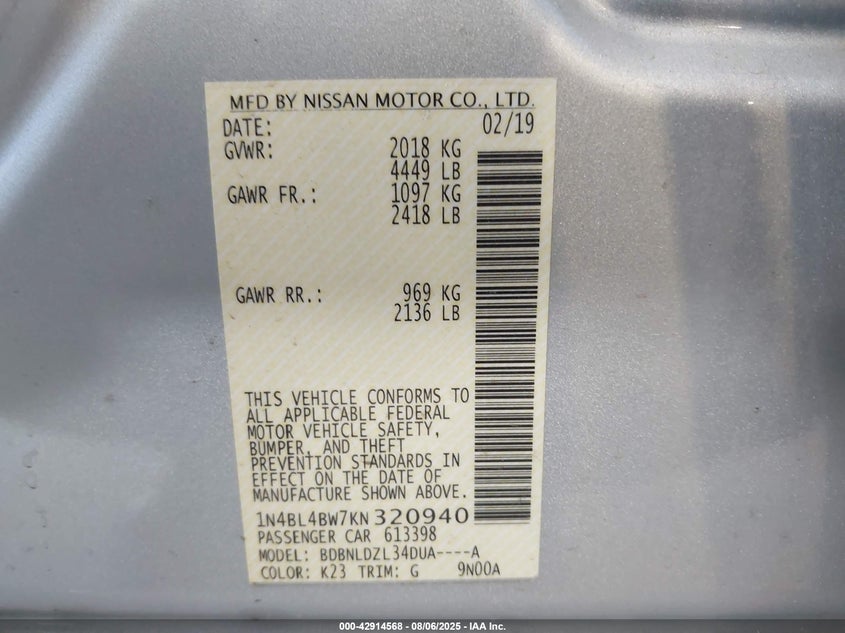 MFD BY NISSAN MOTOR CO., LTD.
DATE: 02/19
GVWR: 2018 KG
4449 LB
GAWR FR.: 1097 KG
2418 LB
GAWR RR.: 969 KG
2136 LB
THIS VEHICLE CONFORMS TO
ALL APPLICABLE FEDERAL
MOTOR VEHICLE SAFETY,
BUMPER, AND THEFT
PREVENTION STANDARDS IN
EFFECT ON THE DATE OF
MANUFACTURE SHOWN ABOVE.
1N4BL4BW7KN320940
PASSENGER CAR 613398
MODEL: BDBNLDZL34DUA----A
COLOR: K23 TRIM: G 9N00A
000-42914568 - 08/06/2025 - IAA Inc.